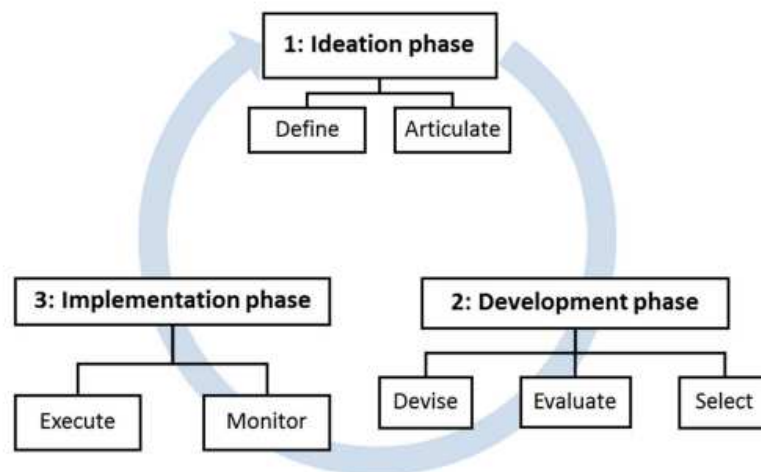 1: Ideation phase
Define
Articulate
3: Implementation phase
2: Development phase
Execute
Monitor
Devise
Evaluate
Select